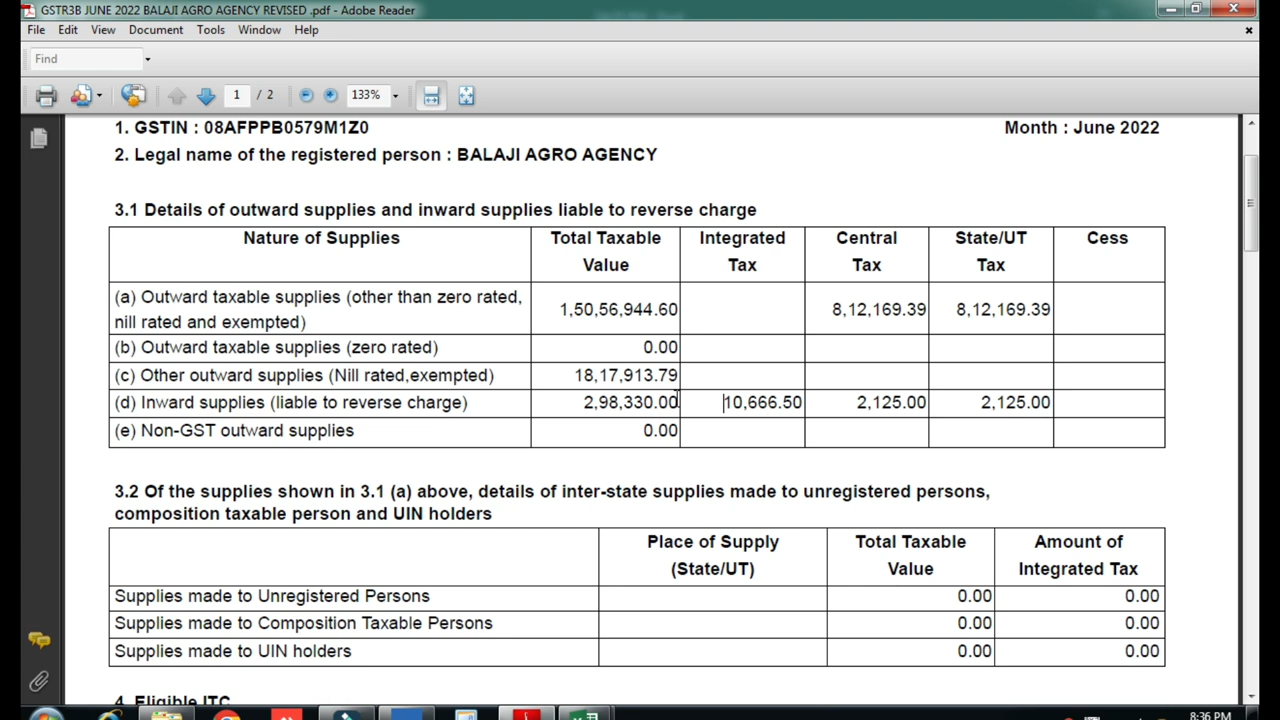 GSTR3B JUNE 2022 BALAJI AGRO AGENCY REVISED .pdf - Adobe Reader
File Edit View Document Tools Window Help
Find
1 / 2 133%
1. GSTIN : 08AFPPB0579M1Z0 Month : June 2022
2. Legal name of the registered person : BALAJI AGRO AGENCY
3.1 Details of outward supplies and inward supplies liable to reverse charge
Nature of Supplies Total Taxable Integrated Central State/UT Cess
Value Tax Tax Tax
(a) Outward taxable supplies (other than zero rated,
nill rated and exempted) 1,50,56,944.60 8,12,169.39 8,12,169.39
(b) Outward taxable supplies (zero rated) 0.00
(c) Other outward supplies (Nill rated,exempted) 18,17,913.79
(d) Inward supplies (liable to reverse charge) 2,98,330.00 10,666.50 2,125.00 2,125.00
(e) Non-GST outward supplies 0.00
3.2 Of the supplies shown in 3.1 (a) above, details of inter-state supplies made to unregistered persons,
composition taxable person and UIN holders
Place of Supply Total Taxable Amount of
(State/UT) Value Integrated Tax
Supplies made to Unregistered Persons 0.00 0.00
Supplies made to Composition Taxable Persons 0.00 0.00
Supplies made to UIN holders 0.00 0.00
4. Eligible ITC
8:36 PM